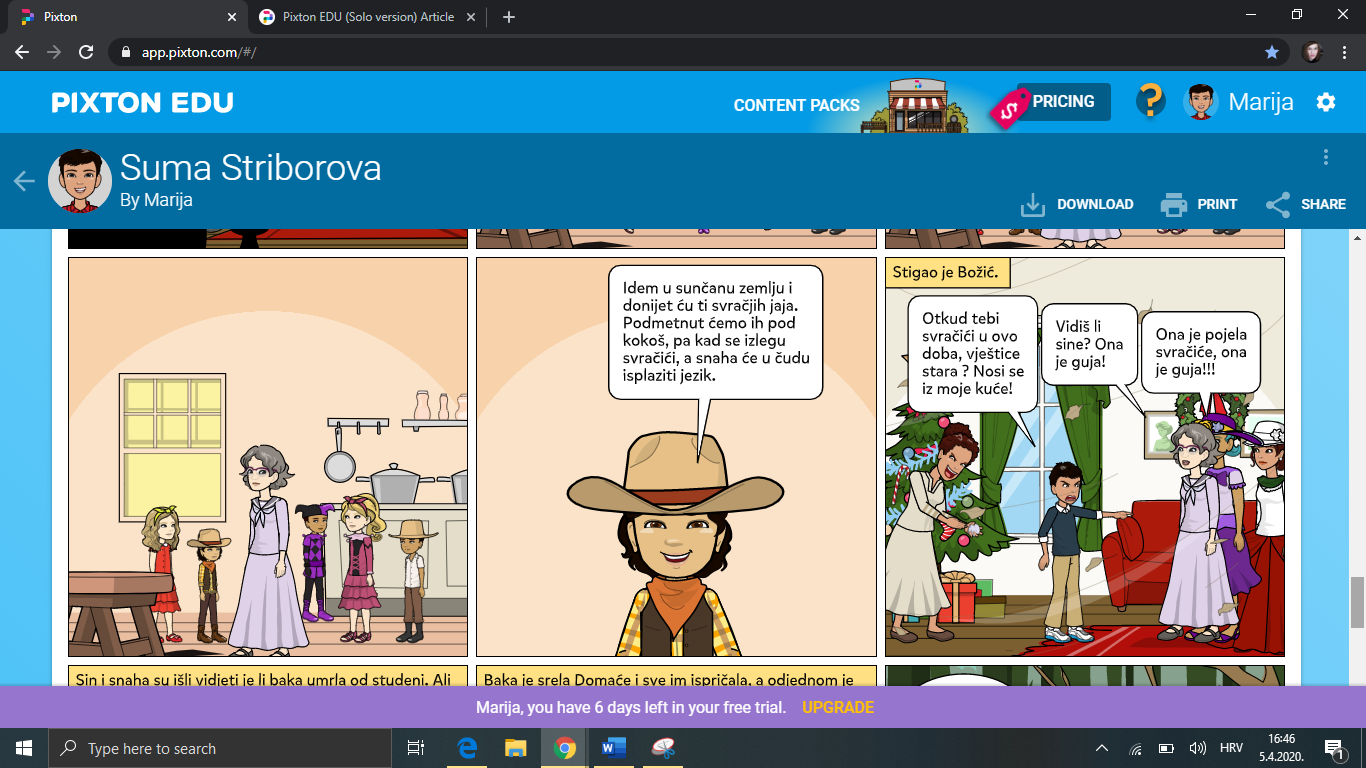 Pixton
Pixton EDU (Solo version) Article
app.pixton.com/#/
PIXTON EDU
CONTENT PACKS
PRICING
Marija
Suma Striborova
By Marija
DOWNLOAD
PRINT
SHARE
Idem u sunčanu zemlju i
donijet ću ti svračjih jaja.
Podmetnut ćemo ih pod
kokoš, pa kad se izlegu
svračići, a snaha će u čudu
isplaziti jezik.
Stigao je Božić.
Otkud tebi
svračići u ovo
doba, vještice
stara ? Nosi se
iz moje kuće!
Vidiš li
sine? Ona
je guja!
Ona je pojela
svračiće, ona
je guja!!!
Sin i snaha su išli vidjeti je li baka umrla od studeni. Ali
Baka je srela Domaće i sve im ispričala, a odjednom je
Marija, you have 6 days left in your free trial. UPGRADE
Type here to search
HRV
16:46
5.4.2020.
1